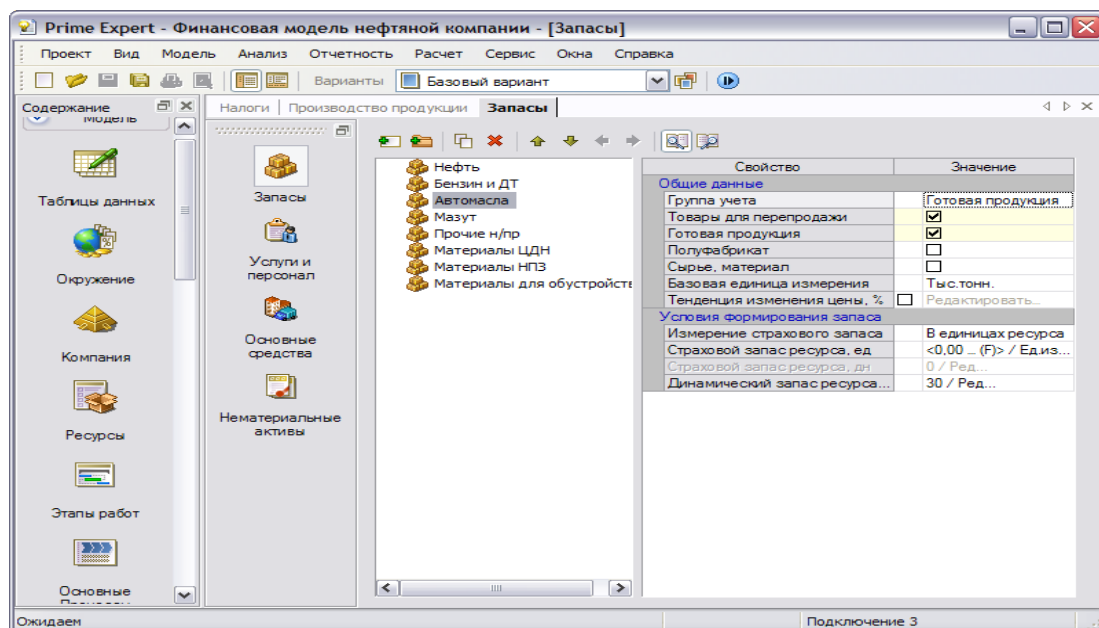 Prime Expert - Финансовая модель нефтяной компании - [Запасы]
Проект Вид Модель Анализ Отчетность Расчет Сервис Окна Справка
Варианты Базовый вариант
Содержание
Налоги Производство продукции Запасы
модель
Таблицы данных
Окружение
Компания
Ресурсы
Этапы работ
Основные
Запасы
Услуги и
персонал
Основные
средства
Нематериальные
активы
Нефть
Бензин и ДТ
Автомасла
Мазут
Прочие н/пр
Материалы ЦДН
Материалы НПЗ
Материалы для обустройств
Свойство Значение
Общие данные
Группа учета Готовая продукция
Товары для перепродажи
Готовая продукция
Полуфабрикат
Сырье, материал
Базовая единица измерения Тыс.тонн.
Тенденция изменения цены, % Редактировать...
Условия формирования запаса
Измерение страхового запаса В единицах ресурса
Страховой запас ресурса, ед <0,00 ... (F)> / Ед.из...
Страховой запас ресурса, дн 0 / Ред...
Динамический запас ресурса... 30 / Ред...
Ожидаем Подключение 3